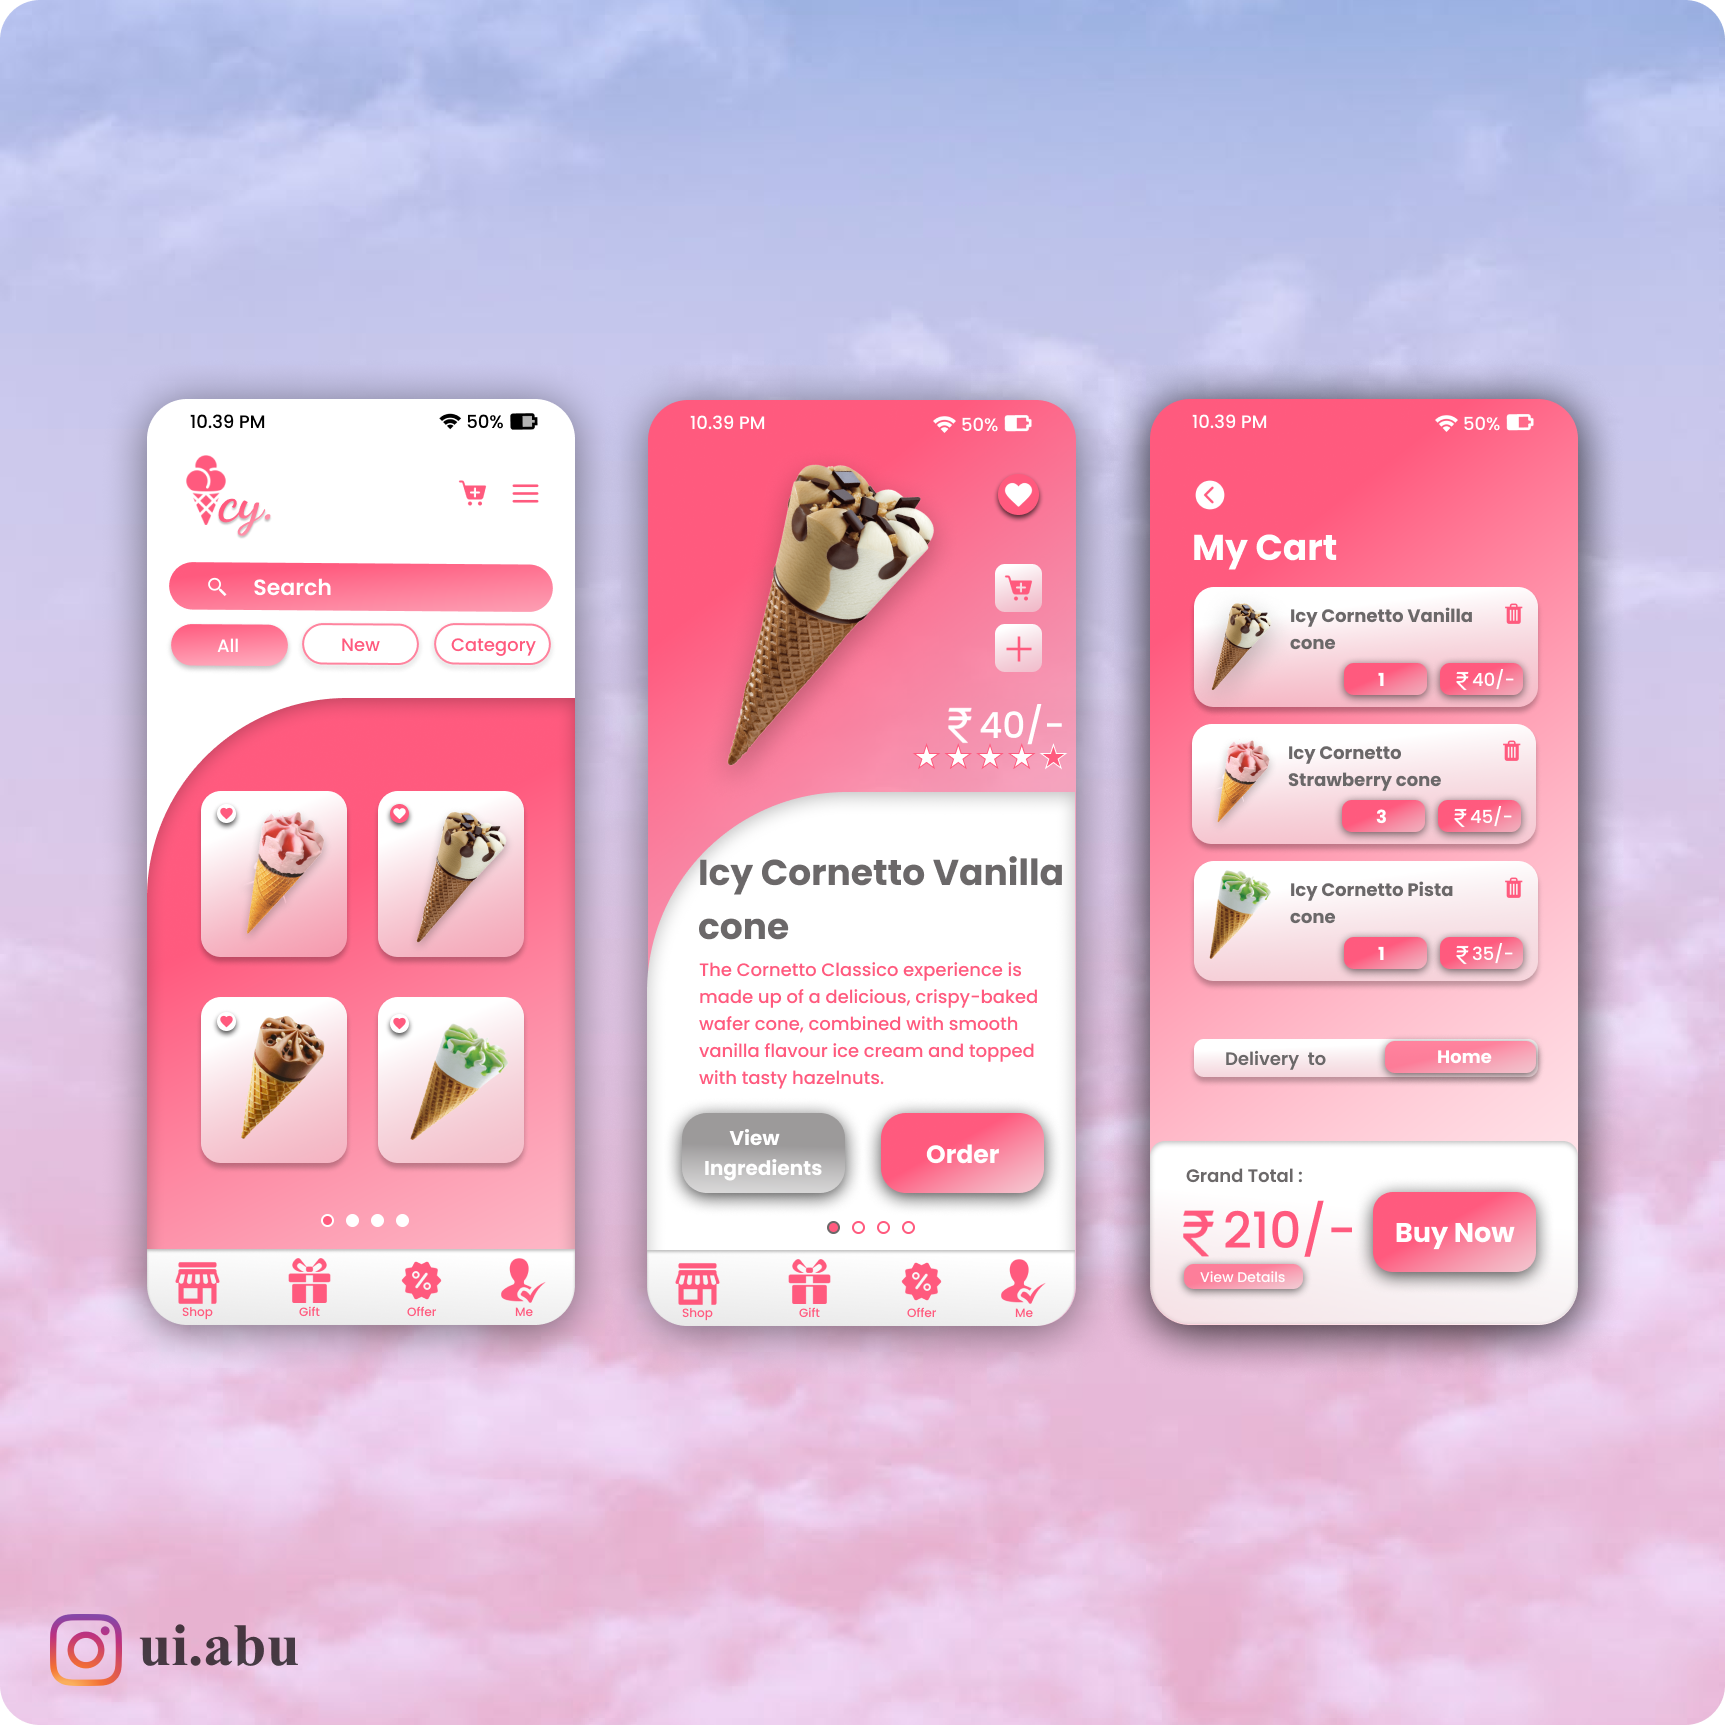 10.39 PM
50%
cy.
Search
All
New
Category
Shop
Gift
Offer
Me
10.39 PM
50%
₹ 40/-
Icy Cornetto Vanilla
cone
The Cornetto Classico experience is
made up of a delicious, crispy-baked
wafer cone, combined with smooth
vanilla flavour ice cream and topped
with tasty hazelnuts.
View
Ingredients
Order
Shop
Gift
Offer
Me
10.39 PM
50%
My Cart
Icy Cornetto Vanilla
cone
1
₹ 40/-
Icy Cornetto
Strawberry cone
3
₹ 45/-
Icy Cornetto Pista
cone
1
₹ 35/-
Delivery to
Home
Grand Total :
₹ 210/-
View Details
Buy Now
ui.abu